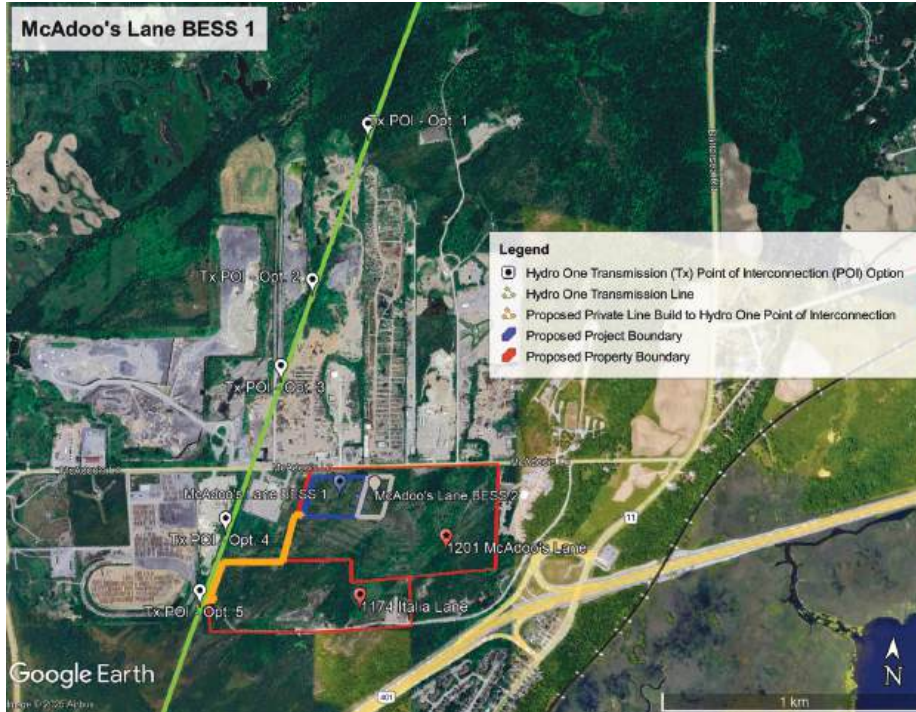 McAdoo's Lane BESS 1
Tx POI - Opt. 1
Tx POI - Opt. 2
Tx POI - Opt. 3
Legend
Hydro One Transmission (Tx) Point of Interconnection (POI) Option
Hydro One Transmission Line
Proposed Private Line Build to Hydro One Point of Interconnection
Proposed Project Boundary
Proposed Property Boundary
McAdoo's Lane BESS 1
McAdoo's Lane BESS 2
Tx POI - Opt. 4
1201 McAdoo's Lane
11
Tx POI - Opt. 5
1174 Italia Lane
Google Earth
401
1 km
N